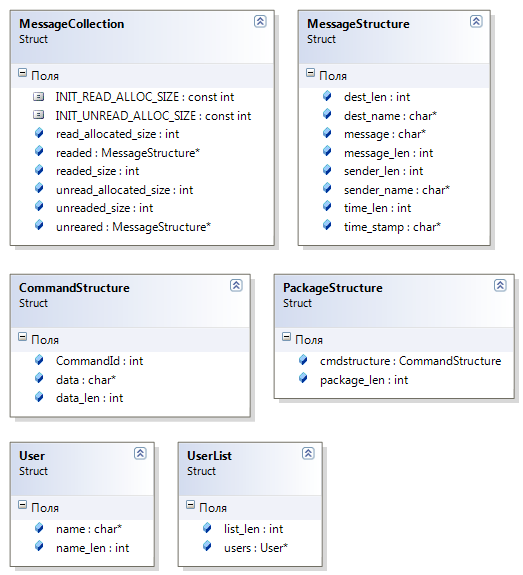 MessageCollection
Struct
Поля
INIT_READ_ALLOC_SIZE : const int
INIT_UNREAD_ALLOC_SIZE : const int
read_allocated_size : int
readed : MessageStructure*
readed_size : int
unread_allocated_size : int
unreaded_size : int
unreared : MessageStructure*
MessageStructure
Struct
Поля
dest_len : int
dest_name : char*
message : char*
message_len : int
sender_len : int
sender_name : char*
time_len : int
time_stamp : char*
CommandStructure
Struct
Поля
CommandId : int
data : char*
data_len : int
PackageStructure
Struct
Поля
cmdstructure : CommandStructure
package_len : int
User
Struct
Поля
name : char*
name_len : int
UserList
Struct
Поля
list_len : int
users : User*